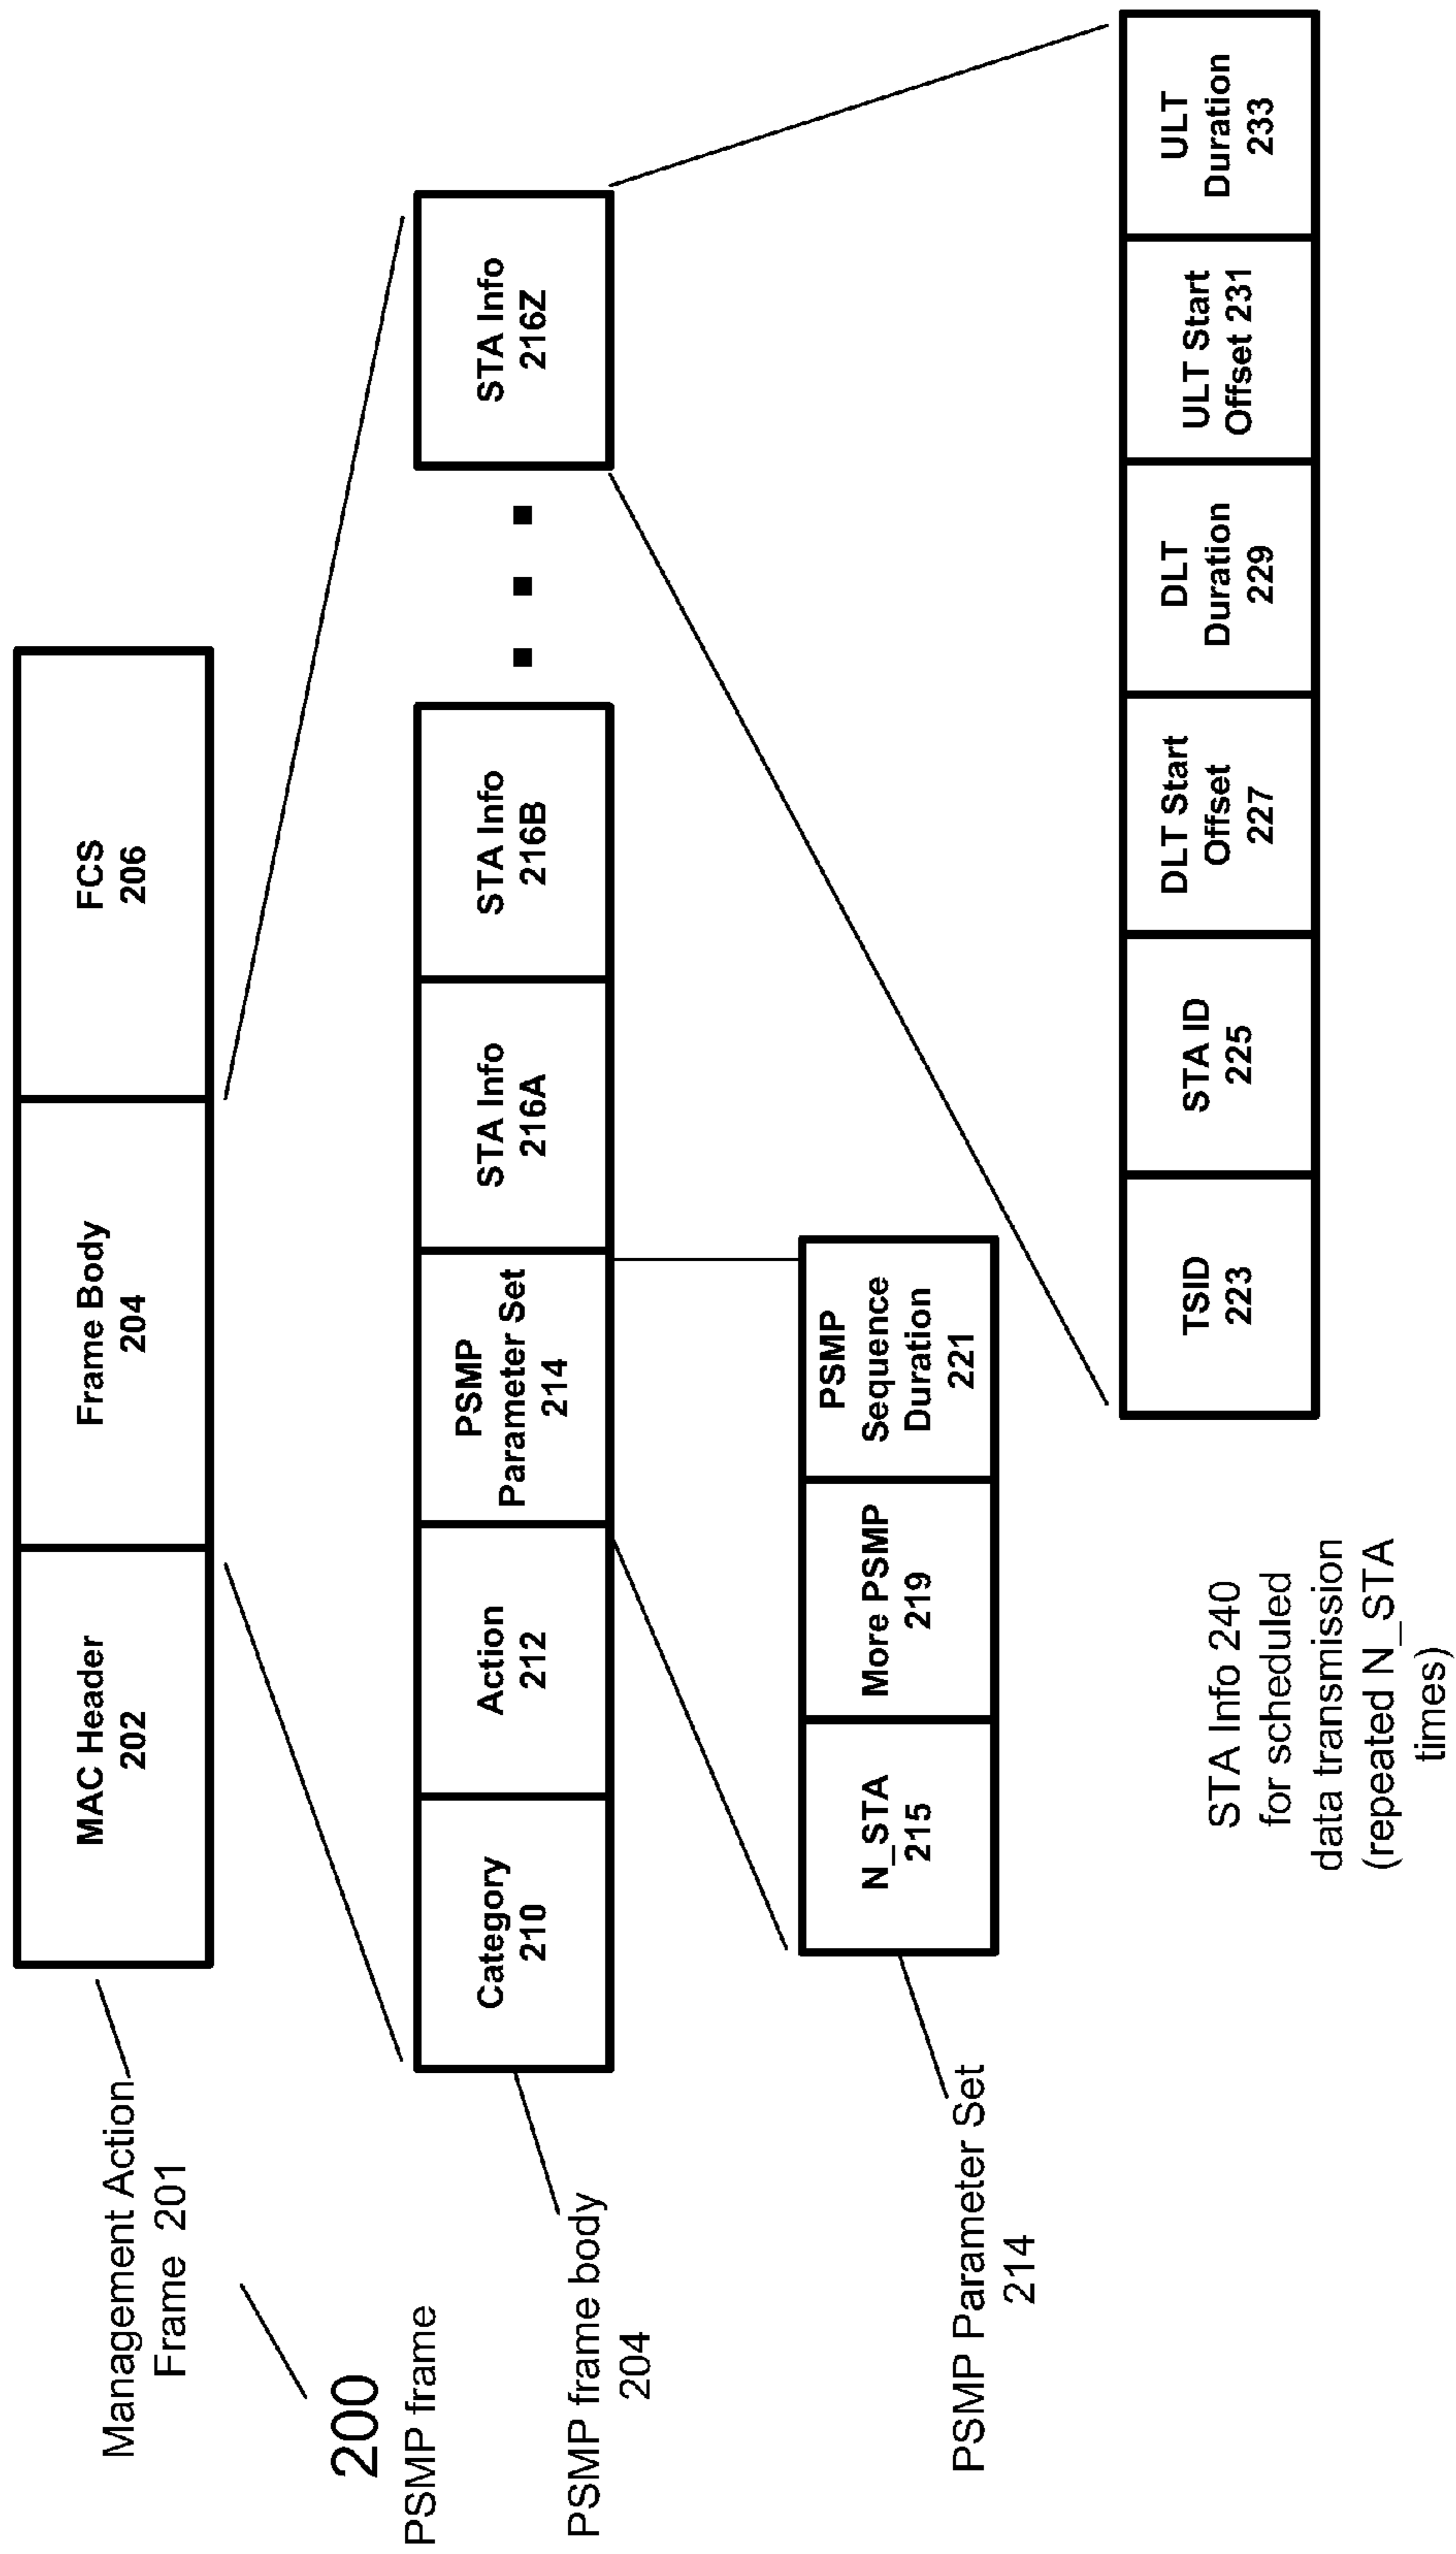 Management Action
Frame 201
MAC Header
202
Frame Body
204
FCS
206
200
PSMP frame
PSMP frame body
204
Category
210
Action
212
PSMP
Parameter Set
214
STA Info
216A
STA Info
216B
STA Info
216Z
PSMP Parameter Set
214
N_STA
215
More PSMP
219
PSMP
Sequence
Duration
221
STA Info 240
for scheduled
data transmission
(repeated N_STA
times)
TSID
223
STA ID
225
DLT Start
Offset
227
DLT
Duration
229
ULT Start
Offset 231
ULT
Duration
233